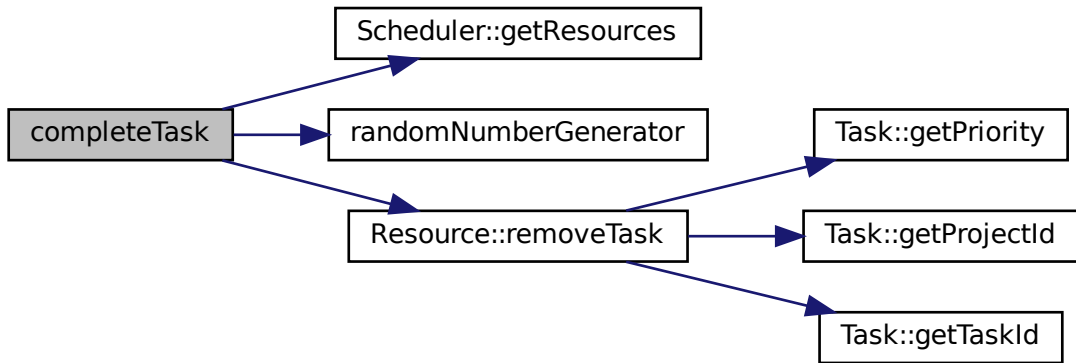 Scheduler::getResources
completeTask
randomNumberGenerator
Task::getPriority
Resource::removeTask
Task::getProjectId
Task::getTaskId